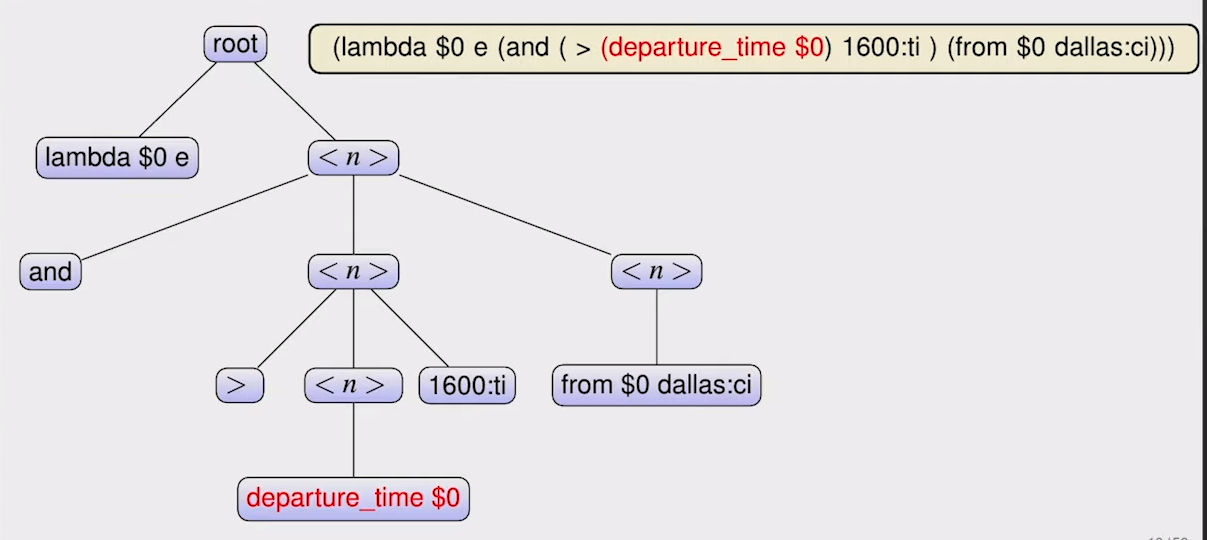 root
(lambda $0 e (and ( > (departure_time $0) 1600:ti ) (from $0 dallas:ci)))
lambda $0 e
< n >
and
< n >
< n >
>
< n >
1600:ti
from $0 dallas:ci
departure_time $0